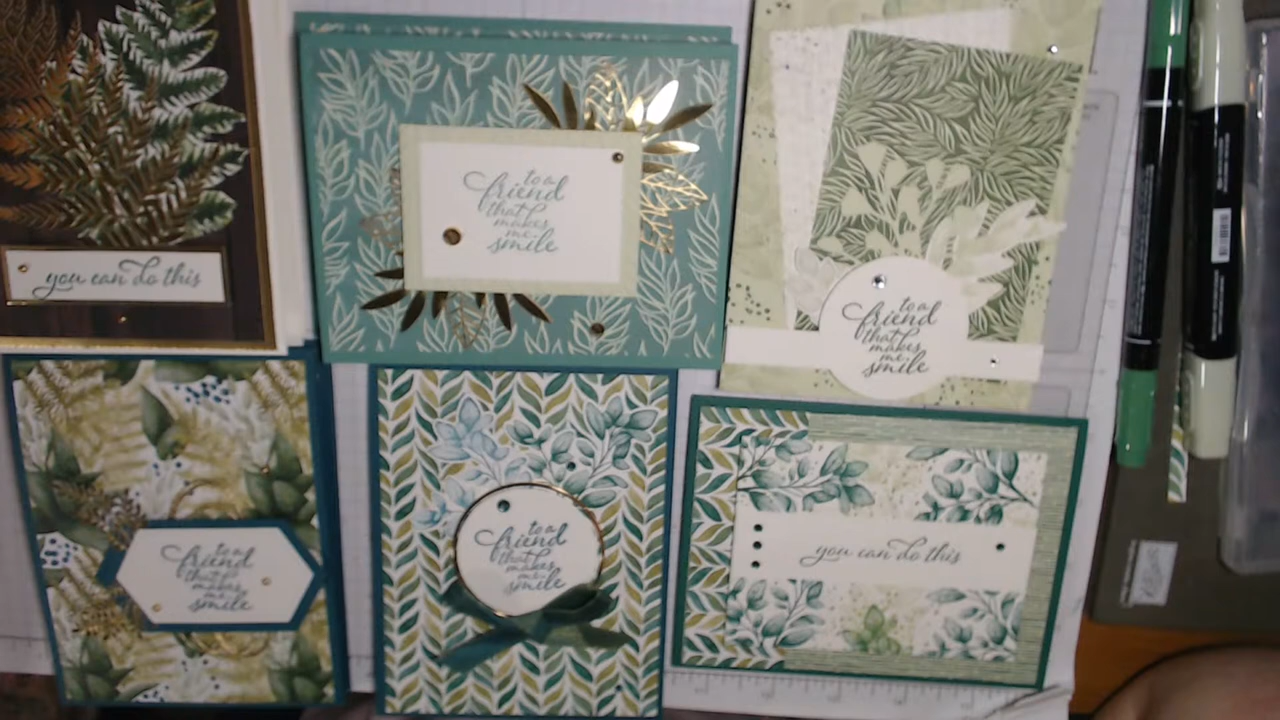 you can do this
to a
friend
that
makes
me
smile
to a
friend
that
makes
me
smile
to a
friend
that
makes
me
smile
to a
friend
that
makes
me
smile
you can do this